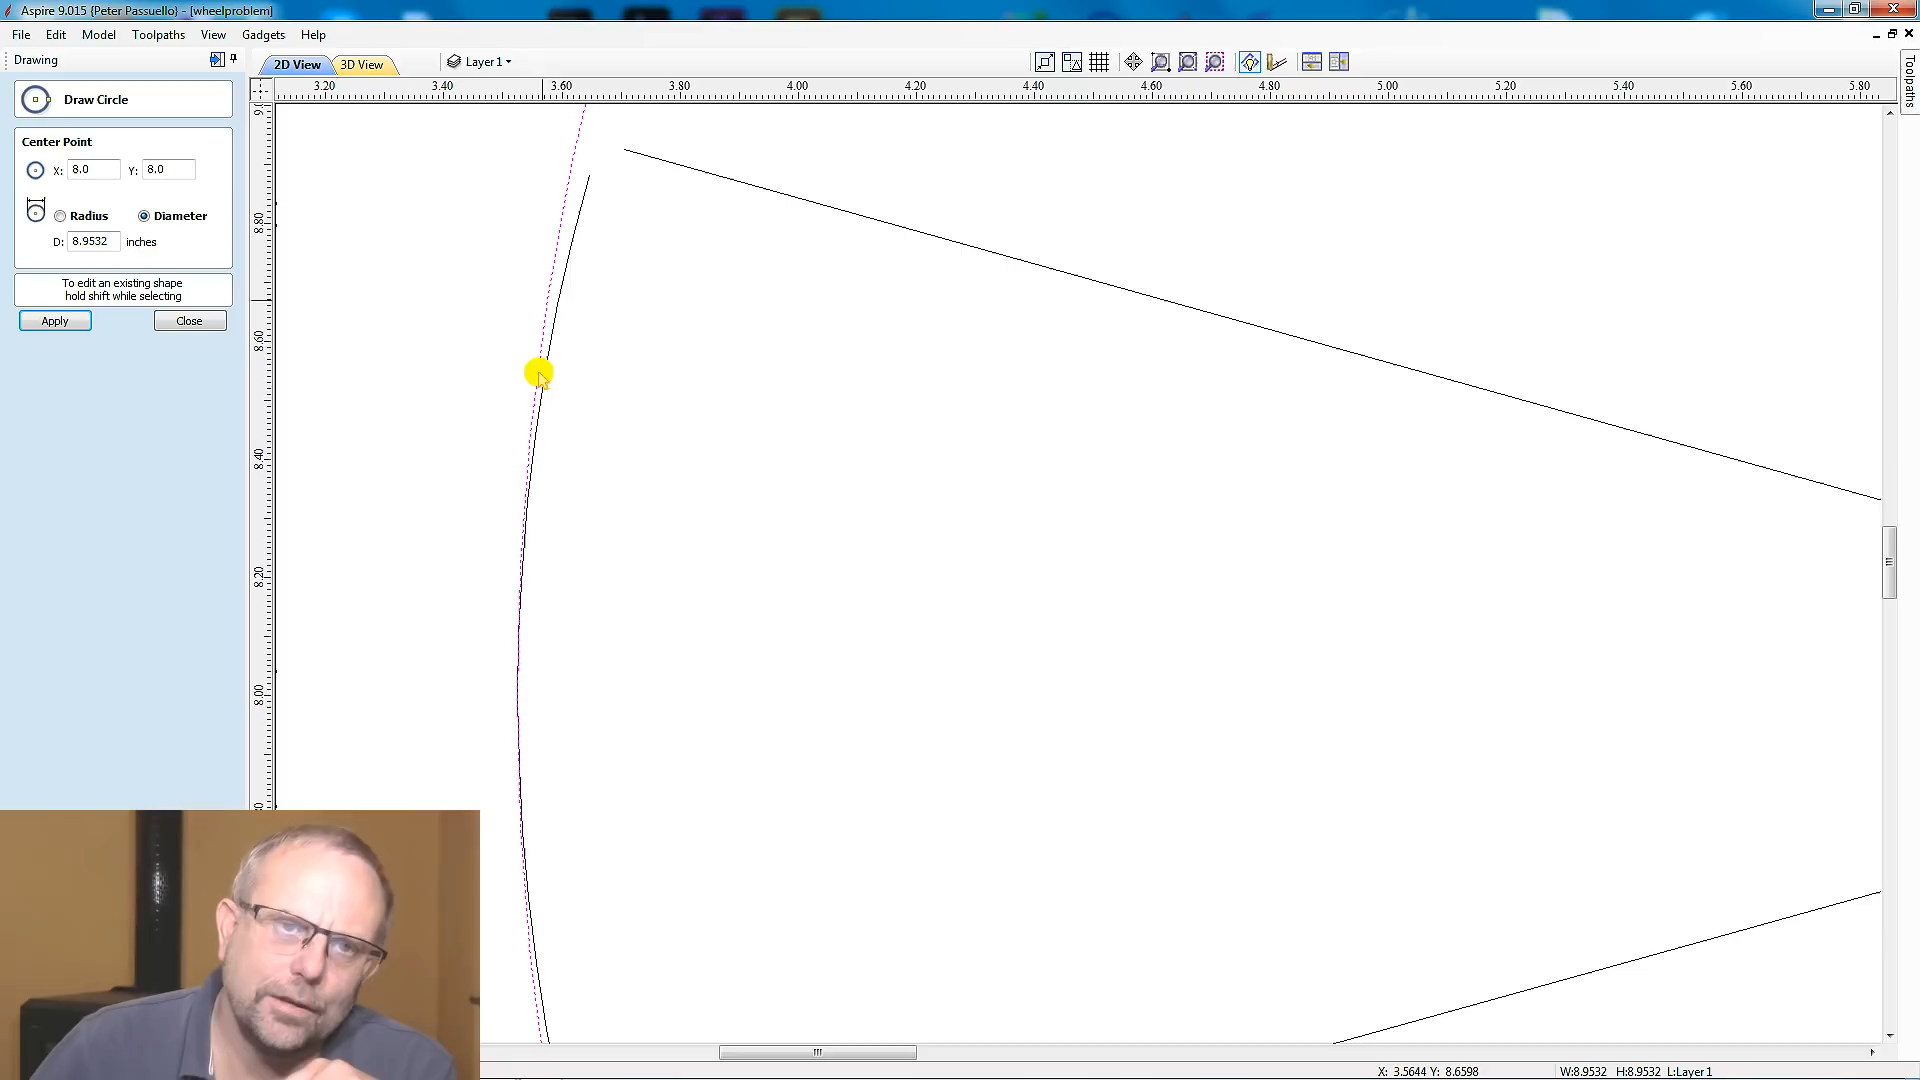 Aspire 9.015 {Peter Passuello} - [wheelproblem]
File Edit Model Toolpaths View Gadgets Help
Drawing
2D View 3D View Layer 1
Toolpaths
3.20 3.40 3.60 3.80 4.00 4.20 4.40 4.60 4.80 5.00 5.20 5.40 5.60 5.80
Draw Circle
Center Point
X: 8.0 Y: 8.0
Radius Diameter
D: 8.9532 inches
To edit an existing shape
hold shift while selecting
Apply Close
8.80
8.60
8.40
8.20
8.00
X: 3.5644 Y: 8.6598 W:8.9532 H:8.9532 L:Layer 1